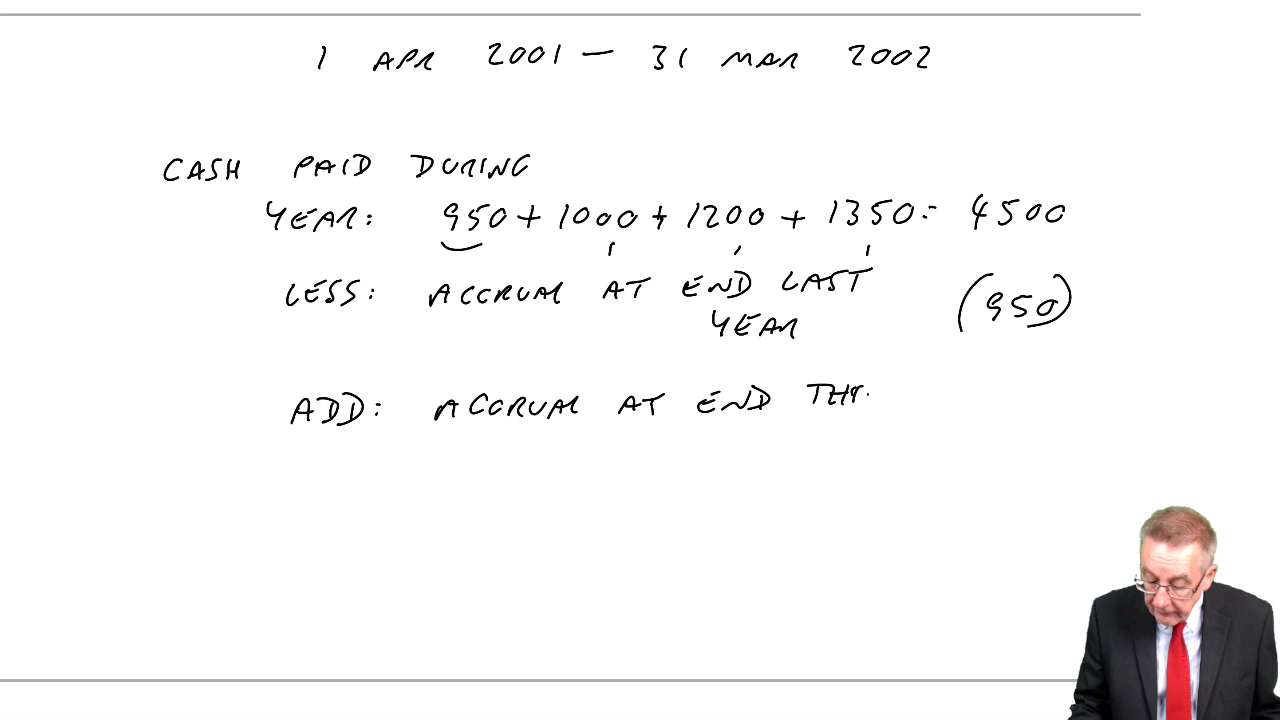 1 APR 2001 — 31 MAR 2002
CASH PAID DURING
YEAR: 950 + 1000 + 1200 + 1350 = 4500
LESS: ACCRUAL AT END LAST
YEAR (950)
ADD: ACCRUAL AT END